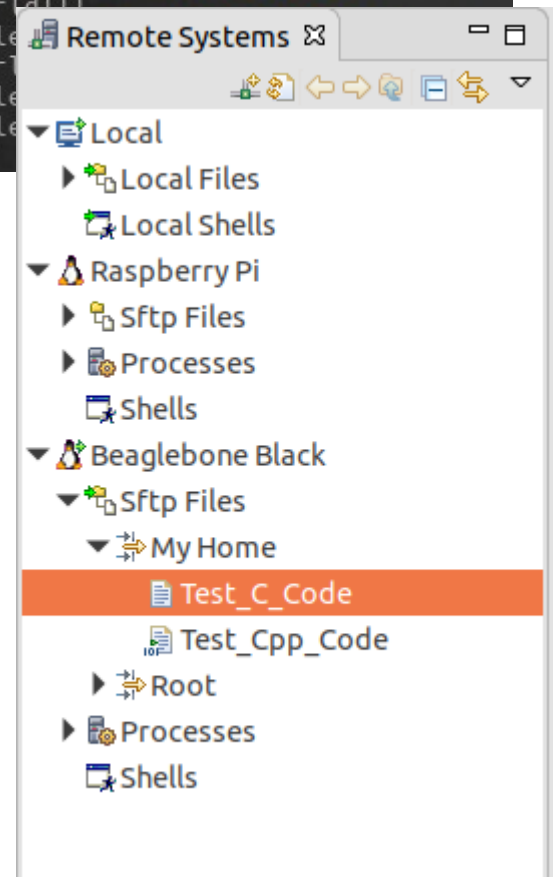 Remote Systems
Local
Local Files
Local Shells
Raspberry Pi
Sftp Files
Processes
Shells
Beaglebone Black
Sftp Files
My Home
Test_C_Code
Test_Cpp_Code
Root
Processes
Shells